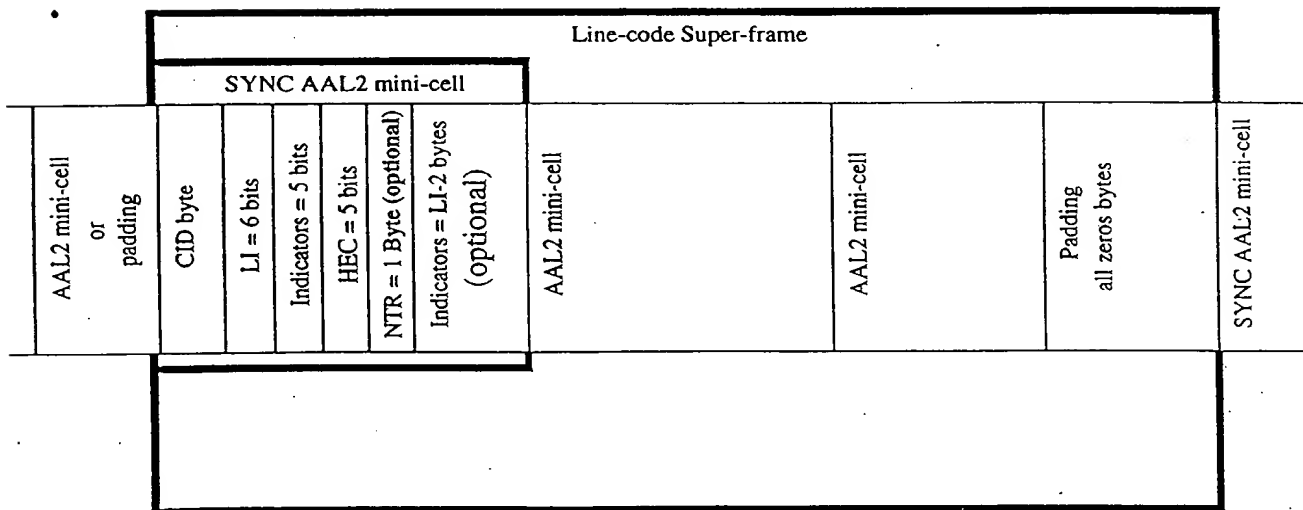 Line-code Super-frame
SYNC AAL2 mini-cell
AAL2 mini-cell
or
padding
CID byte
LI = 6 bits
Indicators = 5 bits
HEC = 5 bits
NTR = 1 Byte (optional)
Indicators = LI-2 bytes
(optional)
AAL2 mini-cell
AAL2 mini-cell
Padding
all zeros bytes
SYNC AAL2 mini-cell